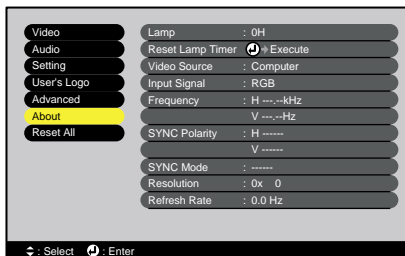 Video
Audio
Setting
User's Logo
Advanced
About
Reset All
Lamp : 0H
Reset Lamp Timer Execute
Video Source : Computer
Input Signal : RGB
Frequency : H ---.--kHz
V ---.--Hz
SYNC Polarity : H ------
V ------
SYNC Mode : ------
Resolution : 0x 0
Refresh Rate : 0.0 Hz
: Select : Enter